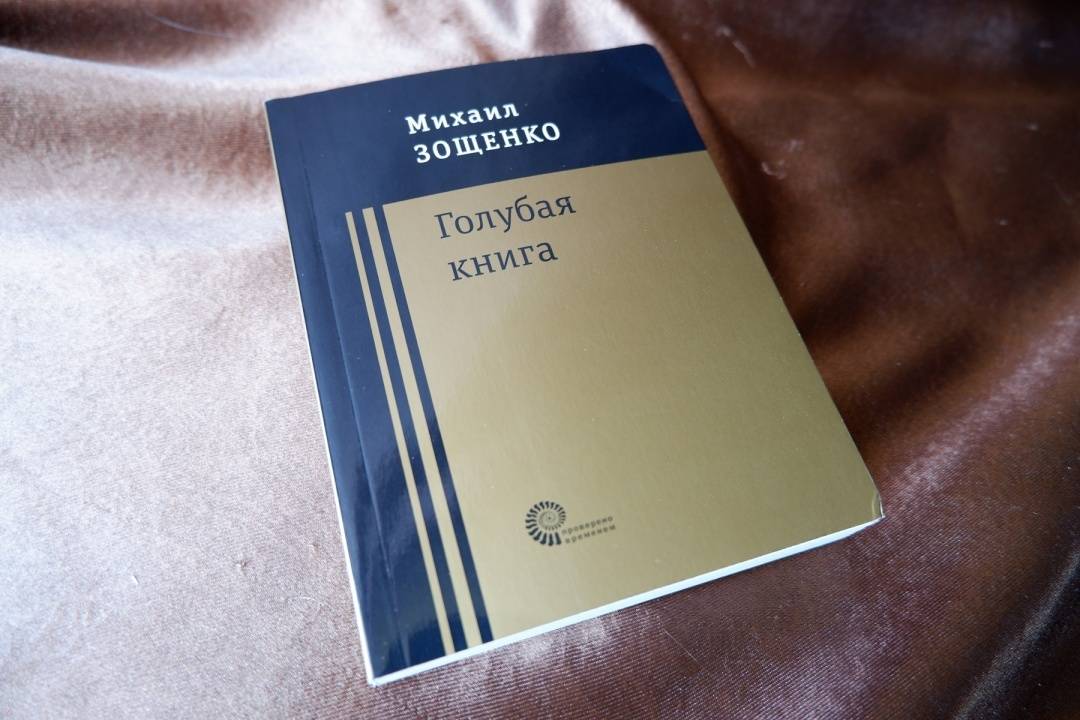 Михаил
ЗОЩЕНКО
Голубая
книга
проверено
временем